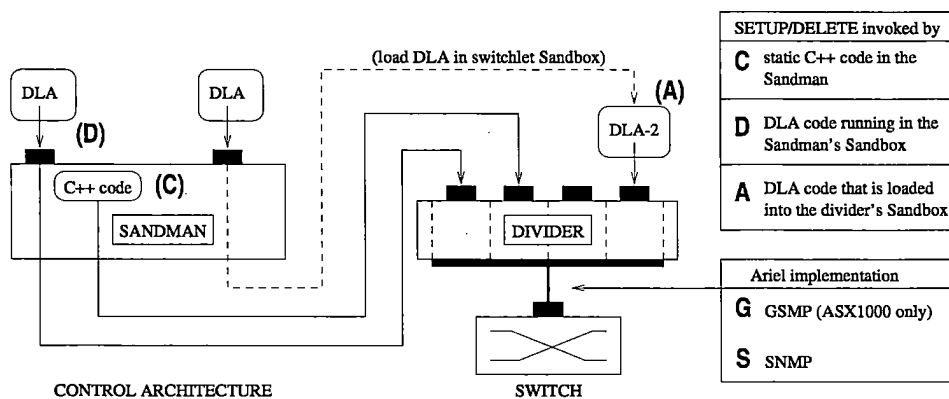 SETUP/DELETE invoked by
C static C++ code in the
Sandman
D DLA code running in the
Sandman's Sandbox
A DLA code that is loaded
into the divider's Sandbox
(load DLA in switchlet Sandbox)
DLA
DLA
(A)
(D)
DLA-2
C++ code
(C)
SANDMAN
DIVIDER
Ariel implementation
G GSMP (ASX1000 only)
S SNMP
CONTROL ARCHITECTURE
SWITCH